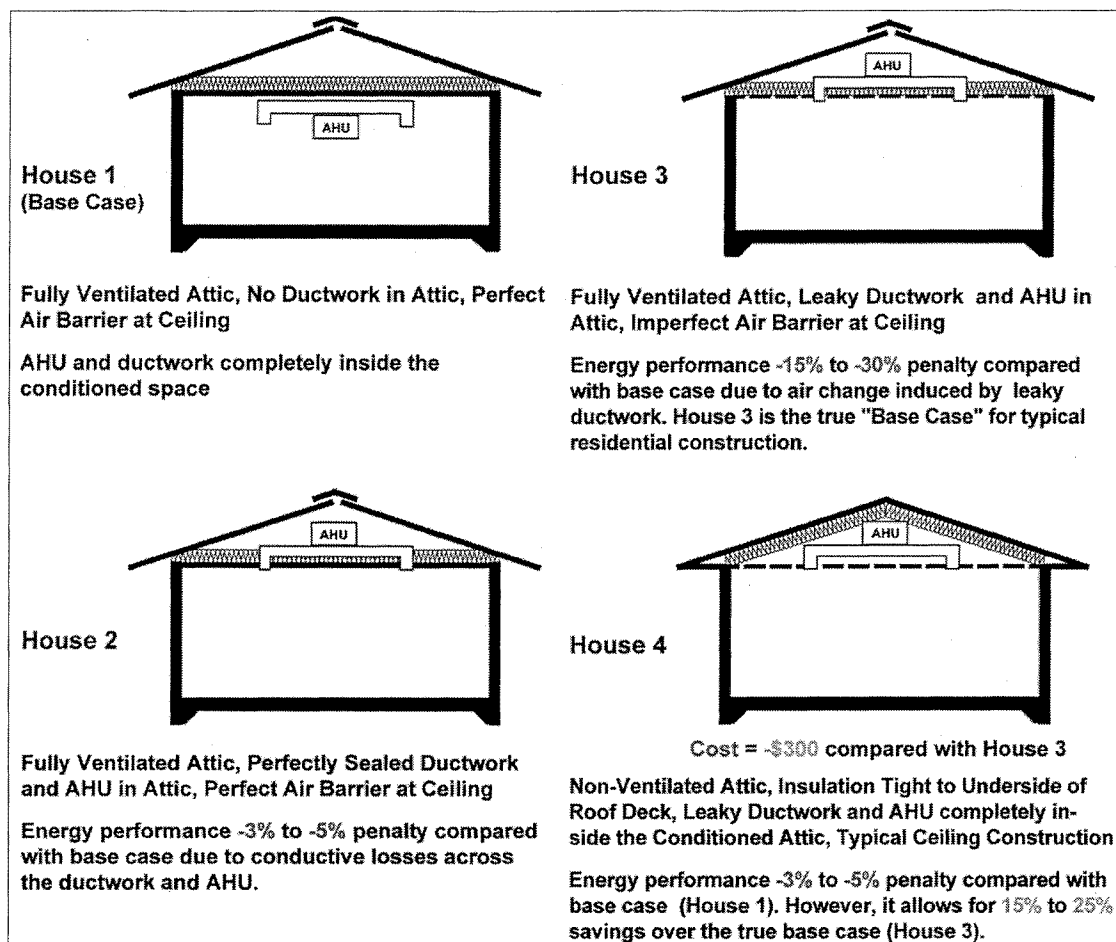 AHU
House 1
(Base Case)
Fully Ventilated Attic, No Ductwork in Attic, Perfect
Air Barrier at Ceiling
AHU and ductwork completely inside the
conditioned space
AHU
House 3
Fully Ventilated Attic, Leaky Ductwork and AHU in
Attic, Imperfect Air Barrier at Ceiling
Energy performance -15% to -30% penalty compared
with base case due to air change induced by leaky
ductwork. House 3 is the true "Base Case" for typical
residential construction.
AHU
House 2
Fully Ventilated Attic, Perfectly Sealed Ductwork
and AHU in Attic, Perfect Air Barrier at Ceiling
Energy performance -3% to -5% penalty compared
with base case due to conductive losses across
the ductwork and AHU.
AHU
House 4
Cost = -$300 compared with House 3
Non-Ventilated Attic, Insulation Tight to Underside of
Roof Deck, Leaky Ductwork and AHU completely in-
side the Conditioned Attic, Typical Ceiling Construction
Energy performance -3% to -5% penalty compared with
base case (House 1). However, it allows for 15% to 25%
savings over the true base case (House 3).